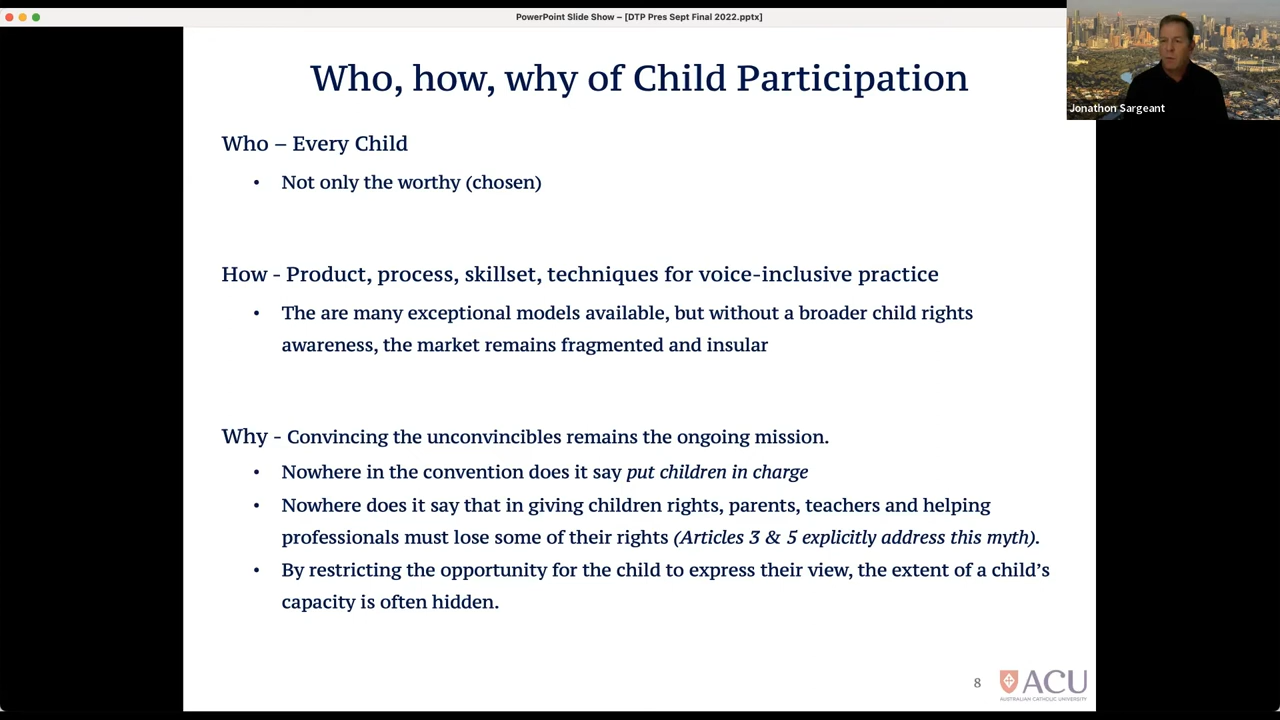 PowerPoint Slide Show – [DTP Pres Sept Final 2022.pptx]
Jonathon Sargeant
Who, how, why of Child Participation
Who – Every Child
• Not only the worthy (chosen)
How - Product, process, skillset, techniques for voice-inclusive practice
• The are many exceptional models available, but without a broader child rights
awareness, the market remains fragmented and insular
Why - Convincing the unconvincibles remains the ongoing mission.
• Nowhere in the convention does it say put children in charge
• Nowhere does it say that in giving children rights, parents, teachers and helping
professionals must lose some of their rights (Articles 3 & 5 explicitly address this myth).
• By restricting the opportunity for the child to express their view, the extent of a child’s
capacity is often hidden.
8
ACU
AUSTRALIAN CATHOLIC UNIVERSITY